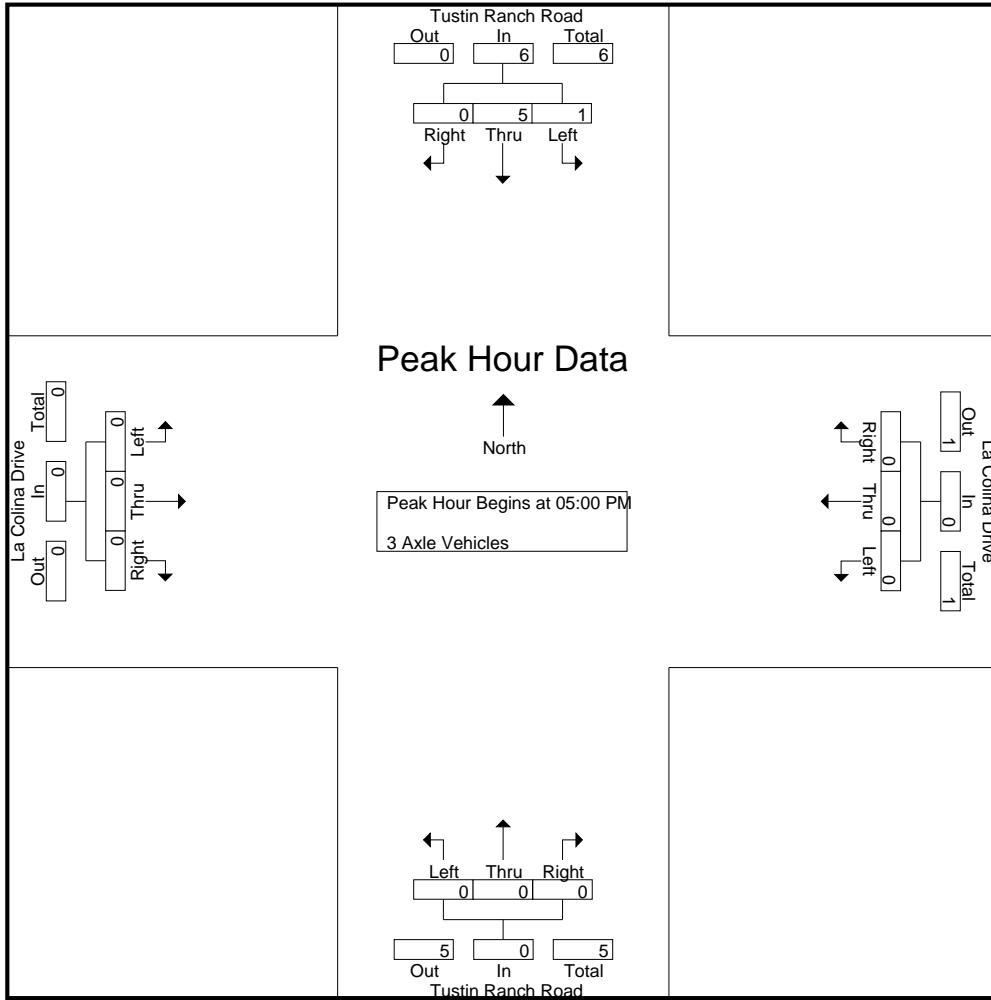 Tustin Ranch Road
Out In Total
0 6 6
0 5 1
Right Thru Left
Peak Hour Data
North
Peak Hour Begins at 05:00 PM
3 Axle Vehicles
La Colina Drive
Total In Out
0 0 0
0 0 0
Left Thru Right
La Colina Drive
Out In Total
1 0 1
0 0 0
Right Thru Left
Left Thru Right
0 0 0
5 0 5
Out In Total
Tustin Ranch Road